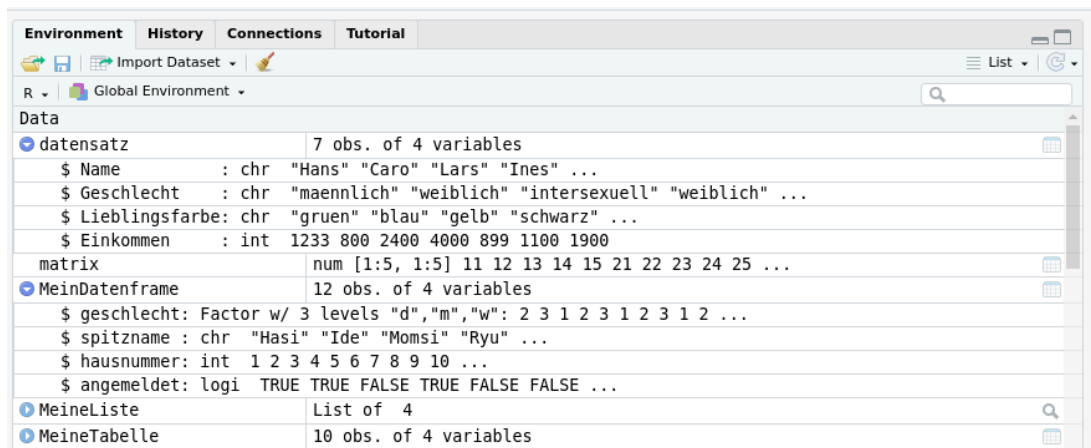 Environment History Connections Tutorial
Import Dataset List
R Global Environment
Data
datensatz 7 obs. of 4 variables
$ Name : chr "Hans" "Caro" "Lars" "Ines" ...
$ Geschlecht : chr "maennlich" "weiblich" "intersexuell" "weiblich" ...
$ Lieblingsfarbe: chr "gruen" "blau" "gelb" "schwarz" ...
$ Einkommen : int 1233 800 2400 4000 899 1100 1900
matrix num [1:5, 1:5] 11 12 13 14 15 21 22 23 24 25 ...
MeinDatenframe 12 obs. of 4 variables
$ geschlecht: Factor w/ 3 levels "d","m","w": 2 3 1 2 3 1 2 3 1 2 ...
$ spitzname : chr "Hasi" "Ide" "Momsi" "Ryu" ...
$ hausnummer: int 1 2 3 4 5 6 7 8 9 10 ...
$ angemeldet: logi TRUE TRUE FALSE TRUE FALSE FALSE ...
MeineListe List of 4
MeineTabelle 10 obs. of 4 variables